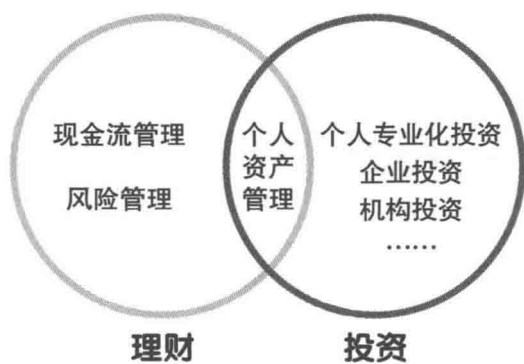 现金流管理
风险管理
个人
资产
管理
个人专业化投资
企业投资
机构投资
……
理财
投资